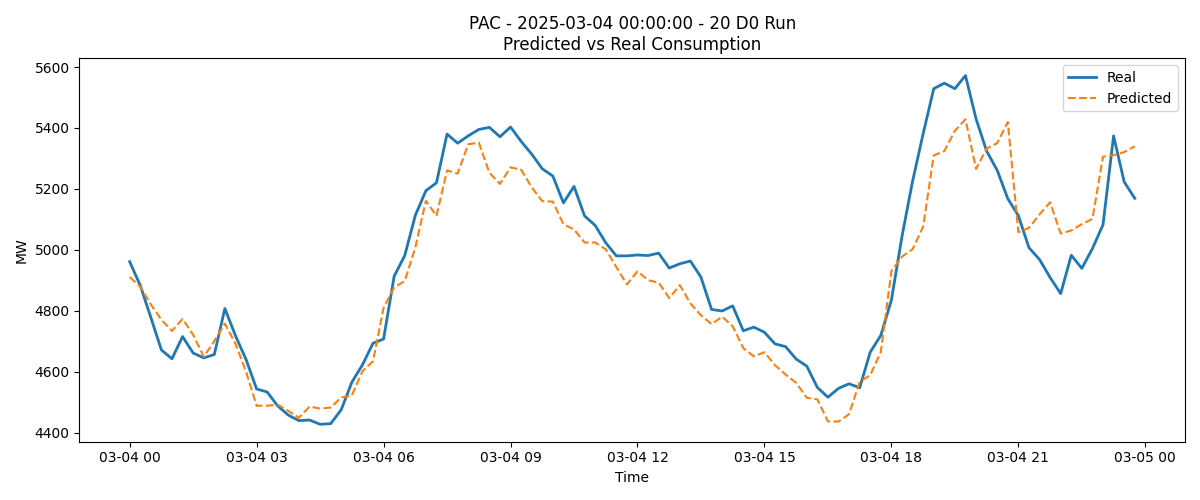 PAC - 2025-03-04 00:00:00 - 20 D0 Run
Predicted vs Real Consumption
Real
Predicted
MW
5600
5400
5200
5000
4800
4600
4400
03-04 00
03-04 03
03-04 06
03-04 09
03-04 12
03-04 15
03-04 18
03-04 21
03-05 00
Time